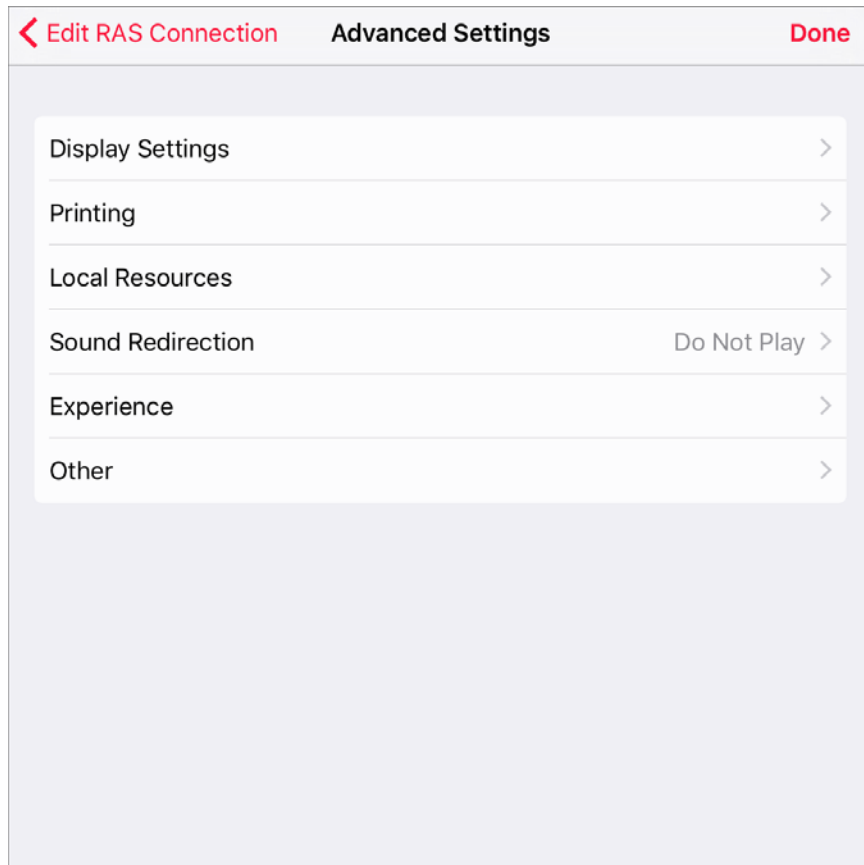 Edit RAS Connection Advanced Settings Done
Display Settings
Printing
Local Resources
Sound Redirection Do Not Play
Experience
Other